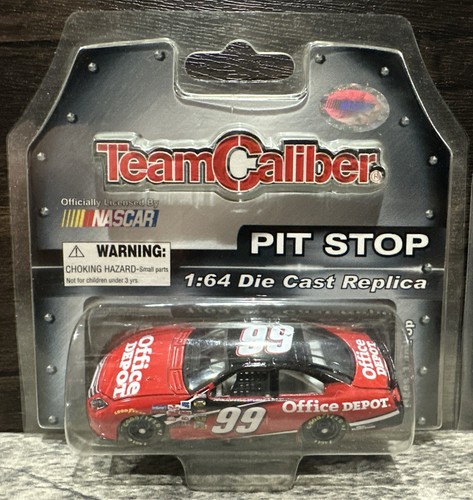 TeamCaliber®
Officially Licensed By
NASCAR
PIT STOP
WARNING:
CHOKING HAZARD-Small parts
Not for children under 3 yrs.
1:64 Die Cast Replica
99
Office DEPOT
Office DEPOT
99
Office DEPOT.